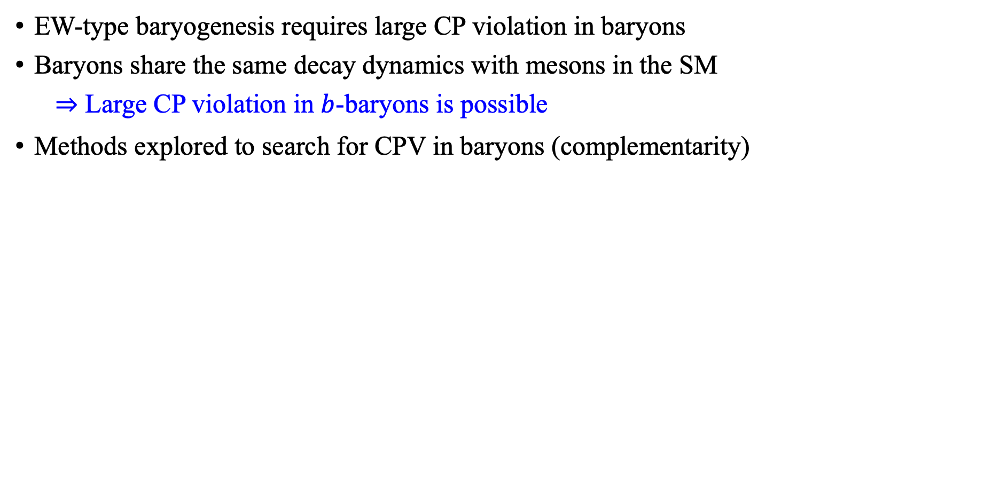 • EW-type baryogenesis requires large CP violation in baryons
• Baryons share the same decay dynamics with mesons in the SM
⇒ Large CP violation in b-baryons is possible
• Methods explored to search for CPV in baryons (complementarity)